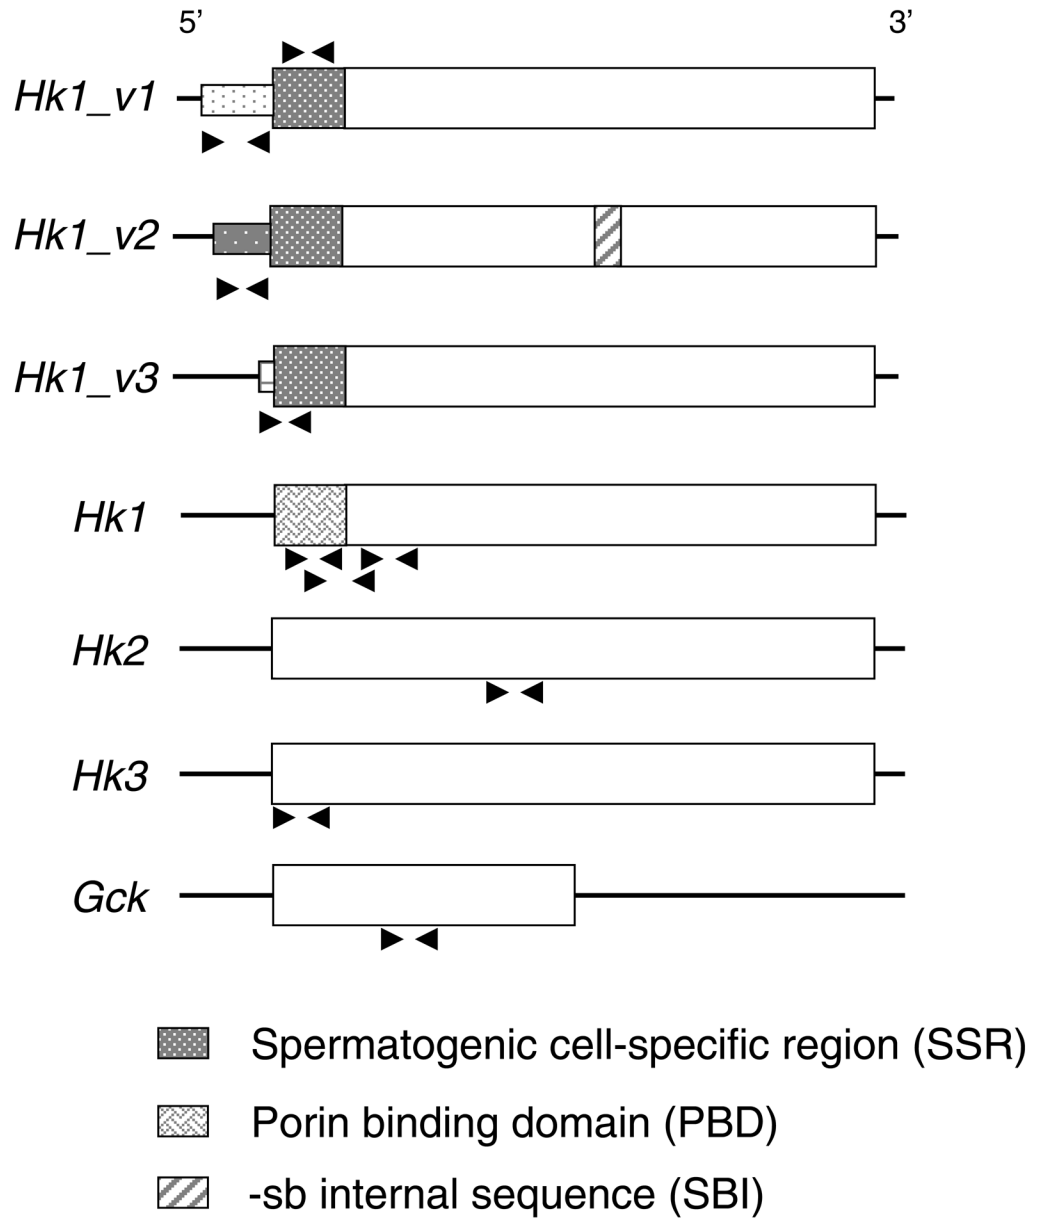 5’ 3’
Hk1_v1
Hk1_v2
Hk1_v3
Hk1
Hk2
Hk3
Gck
Spermatogenic cell-specific region (SSR)
Porin binding domain (PBD)
-sb internal sequence (SBI)